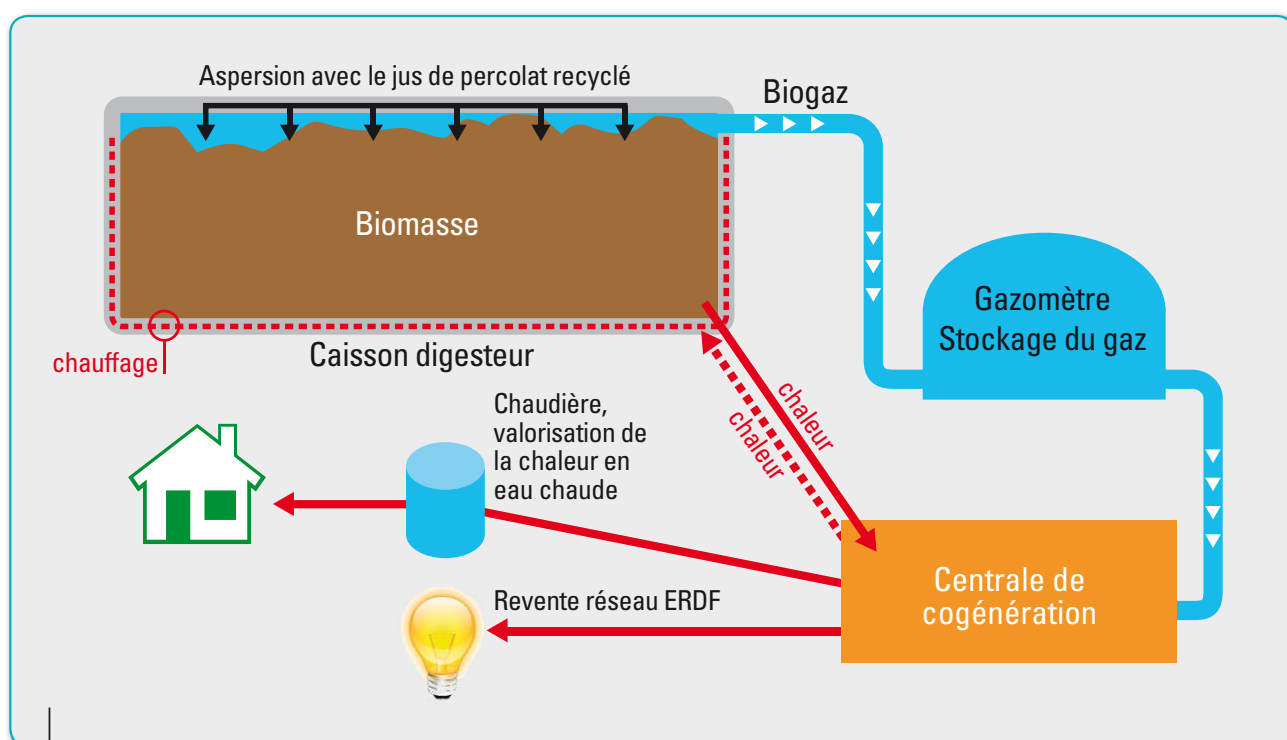 Aspersion avec le jus de percolat recyclé
Biogaz
Biomasse
Gazomètre
Stockage du gaz
chauffage
Caisson digesteur
chaleur
chaleur
Chaudière,
valorisation de
la chaleur en
eau chaude
Centrale de
cogénération
Revente réseau ERDF